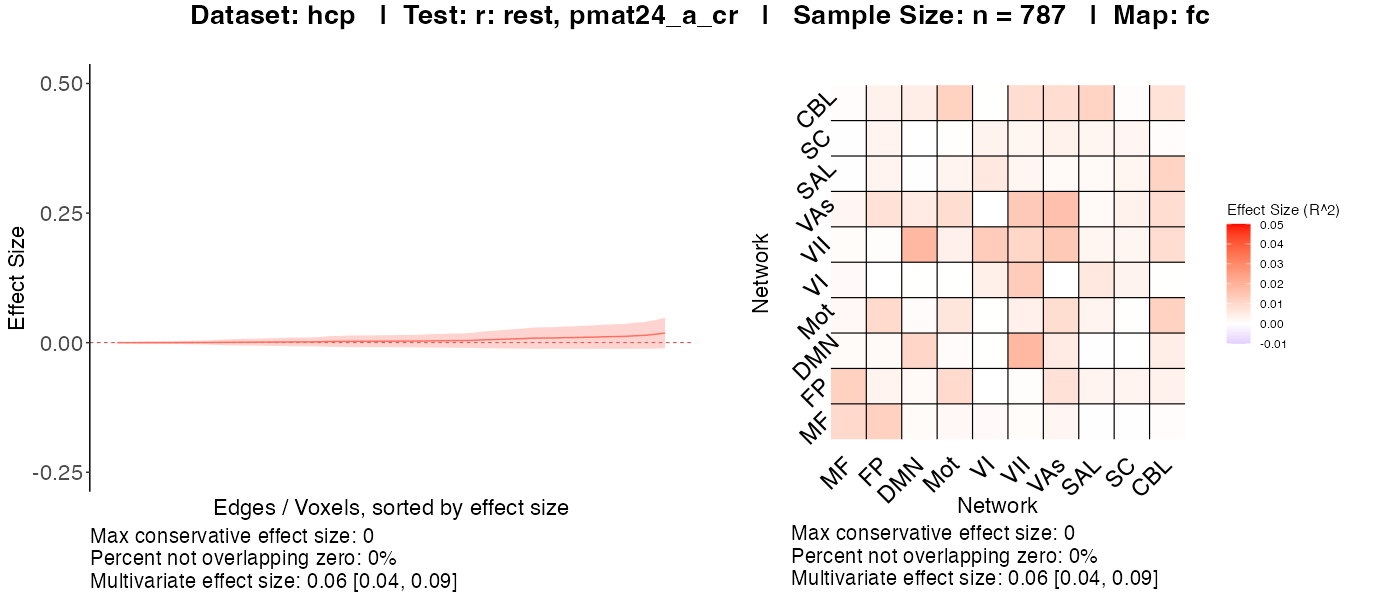 Dataset: hcp | Test: r: rest, pmat24_a_cr | Sample Size: n = 787 | Map: fc
0.50
0.25
0.00
-0.25
Effect Size
Edges / Voxels, sorted by effect size
Max conservative effect size: 0
Percent not overlapping zero: 0%
Multivariate effect size: 0.06 [0.04, 0.09]
Network
CBL
SC
SAL
VAs
VII
VI
Mot
DMN
FP
MF
MF FP DMN Mot VI VII VAs SAL SC CBL
Network
Max conservative effect size: 0
Percent not overlapping zero: 0%
Multivariate effect size: 0.06 [0.04, 0.09]
Effect Size (R^2)
0.05
0.04
0.03
0.02
0.01
0.00
-0.01